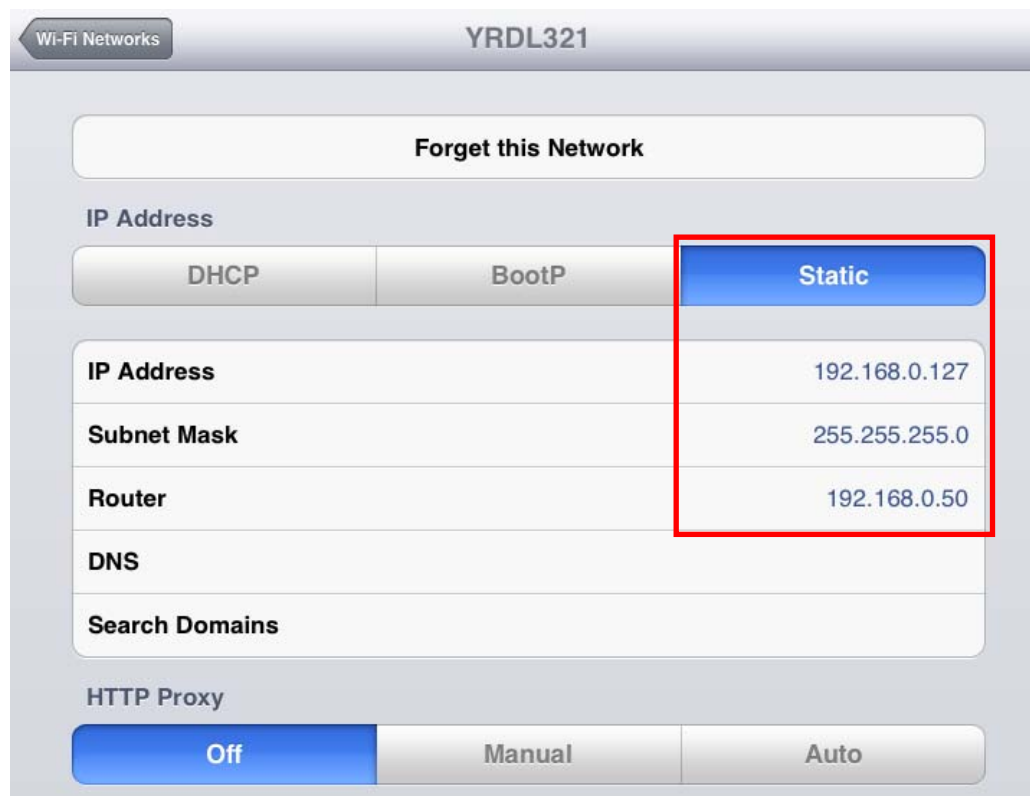 Wi-Fi Networks YRDL321
Forget this Network
IP Address
DHCP BootP Static
IP Address 192.168.0.127
Subnet Mask 255.255.255.0
Router 192.168.0.50
DNS
Search Domains
HTTP Proxy
Off Manual Auto